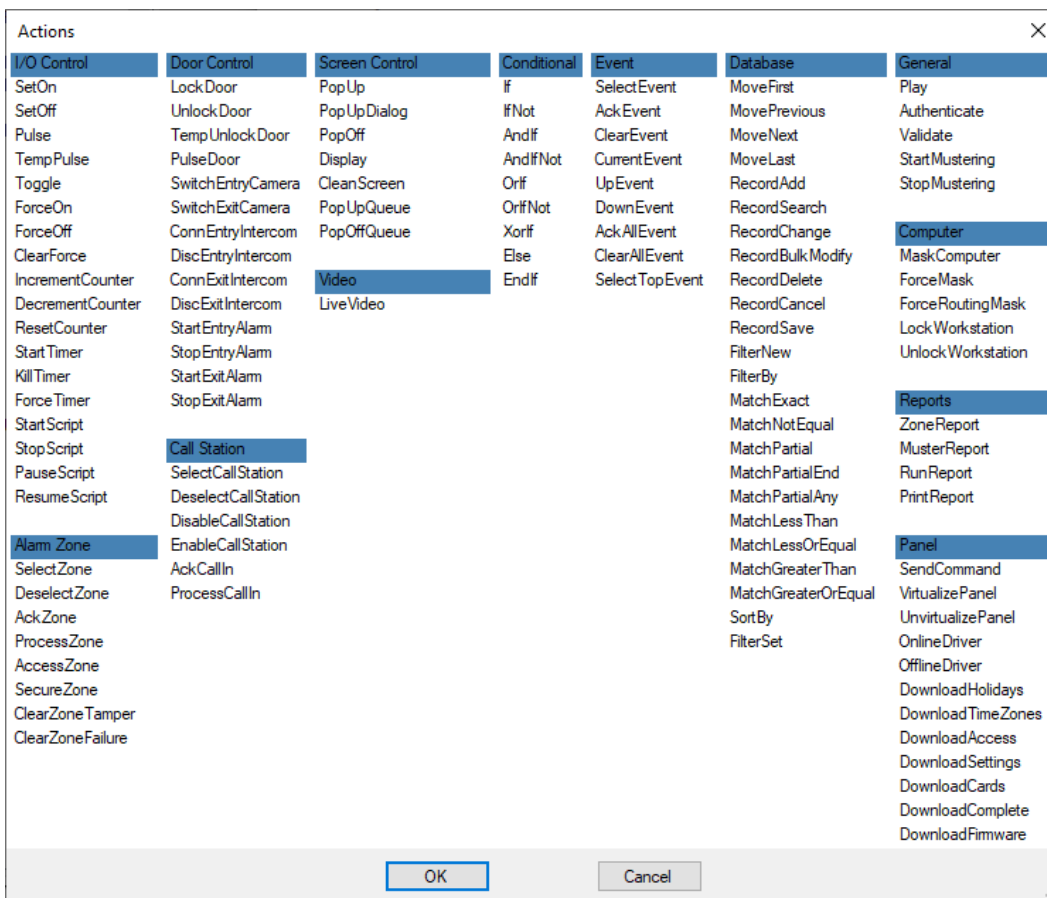 Actions
I/O Control
SetOn
SetOff
Pulse
TempPulse
Toggle
ForceOn
ForceOff
ClearForce
IncrementCounter
DecrementCounter
ResetCounter
StartTimer
KillTimer
ForceTimer
StartScript
StopScript
PauseScript
ResumeScript
Alarm Zone
SelectZone
DeselectZone
AckZone
ProcessZone
AccessZone
SecureZone
ClearZoneTamper
ClearZoneFailure
Door Control
LockDoor
UnlockDoor
TempUnlockDoor
PulseDoor
SwitchEntryCamera
SwitchExitCamera
ConnEntryIntercom
DiscEntryIntercom
ConnExitIntercom
DiscExitIntercom
StartEntryAlarm
StopEntryAlarm
StartExitAlarm
StopExitAlarm
Call Station
SelectCallStation
DeselectCallStation
DisableCallStation
EnableCallStation
AckCallIn
ProcessCallIn
Screen Control
PopUp
PopUpDialog
PopOff
Display
CleanScreen
PopUpQueue
PopOffQueue
Video
LiveVideo
Conditional
If
IfNot
AndIf
AndIfNot
OrIf
OrIfNot
XorIf
Else
EndIf
Event
SelectEvent
AckEvent
ClearEvent
CurrentEvent
UpEvent
DownEvent
AckAllEvent
ClearAllEvent
SelectTopEvent
Database
MoveFirst
MovePrevious
MoveNext
MoveLast
RecordAdd
RecordSearch
RecordChange
RecordBulkModify
RecordDelete
RecordCancel
RecordSave
FilterNew
FilterBy
MatchExact
MatchNotEqual
MatchPartial
MatchPartialEnd
MatchPartialAny
MatchLessThan
MatchLessOrEqual
MatchGreaterThan
MatchGreaterOrEqual
SortBy
FilterSet
General
Play
Authenticate
Validate
StartMustering
StopMustering
Computer
MaskComputer
ForceMask
ForceRoutingMask
LockWorkstation
UnlockWorkstation
Reports
ZoneReport
MusterReport
RunReport
PrintReport
Panel
SendCommand
VirtualizePanel
UnvirtualizePanel
OnlineDriver
OfflineDriver
DownloadHolidays
DownloadTimeZones
DownloadAccess
DownloadSettings
DownloadCards
DownloadComplete
DownloadFirmware
OK
Cancel